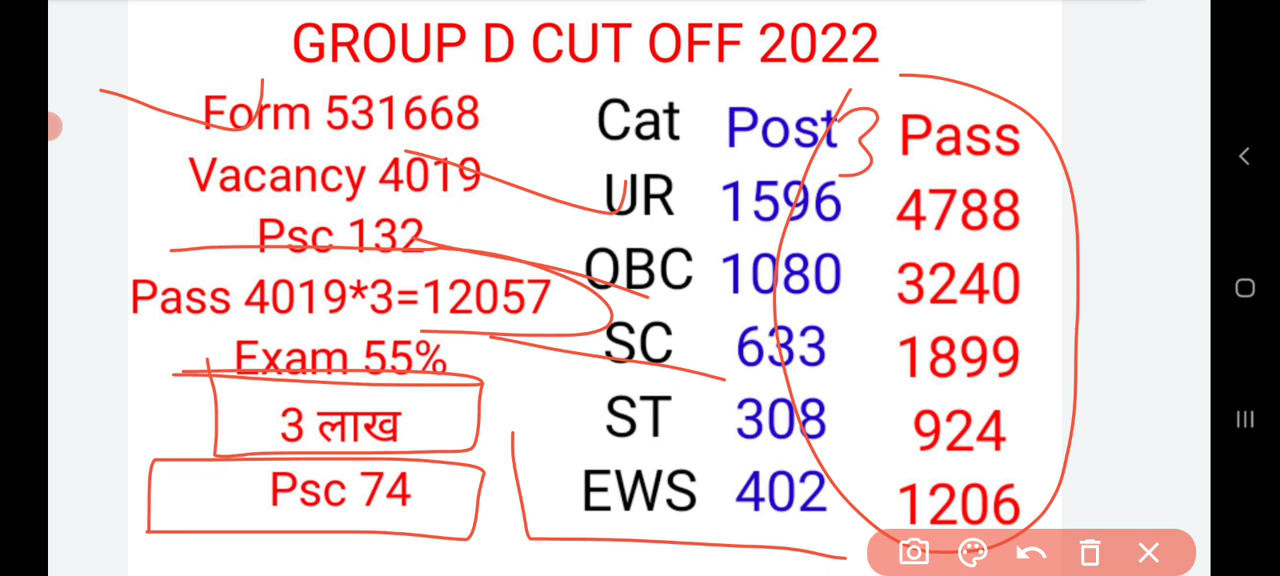 GROUP D CUT OFF 2022
Form 531668
Vacancy 4019
Psc 132
Pass 4019*3=12057
Exam 55%
3 लाख
Psc 74
Cat Post 3 Pass
UR 1596 4788
OBC 1080 3240
SC 633 1899
ST 308 924
EWS 402 1206